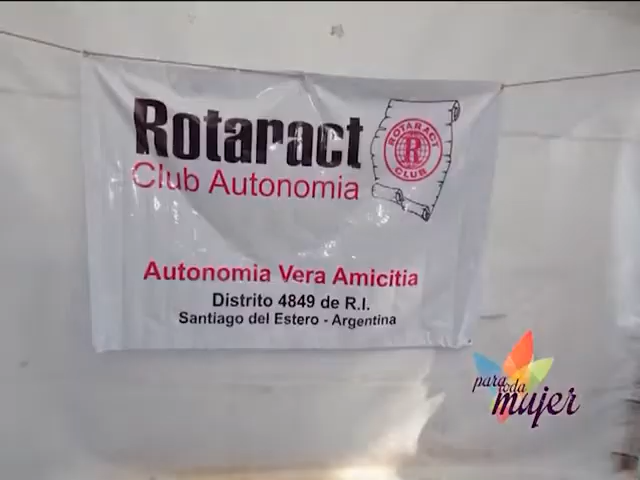 Rotaract
Club Autonomia
ROTARACT
R
CLUB
Autonomia Vera Amicitia
Distrito 4849 de R.I.
Santiago del Estero - Argentina
para
toda
mujer